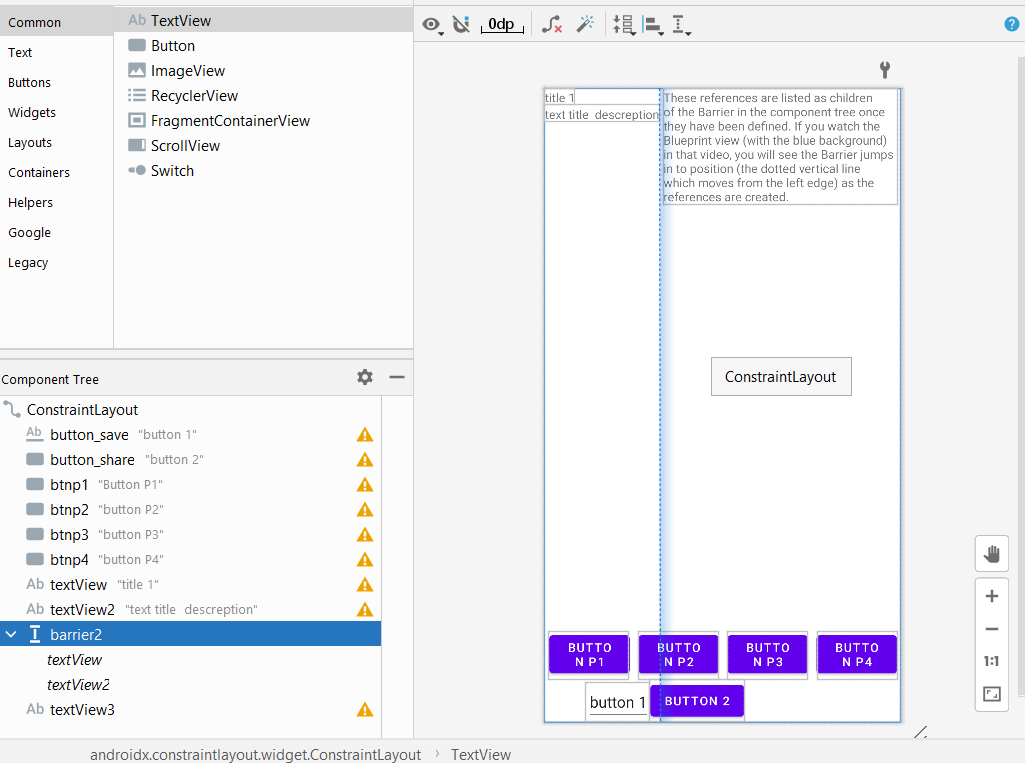 Common
Text
Buttons
Widgets
Layouts
Containers
Helpers
Google
Legacy
Ab TextView
Button
ImageView
RecyclerView
FragmentContainerView
ScrollView
Switch
0dp
?
Component Tree
ConstraintLayout
Ab button_save "button 1"
button_share "button 2"
btnp1 "Button P1"
btnp2 "button P2"
btnp3 "button P3"
btnp4 "button P4"
Ab textView "title 1"
Ab textView2 "text title descreption"
barrier2
textView
textView2
Ab textView3
title 1
text title descreption
These references are listed as children
of the Barrier in the component tree once
they have been defined. If you watch the
Blueprint view (with the blue background)
in that video, you will see the Barrier jumps
in to position (the dotted vertical line
which moves from the left edge) as the
references are created.
ConstraintLayout
BUTTO
N P1
BUTTO
N P2
BUTTO
N P3
BUTTO
N P4
button 1
BUTTON 2
1:1
androidx.constraintlayout.widget.ConstraintLayout › TextView